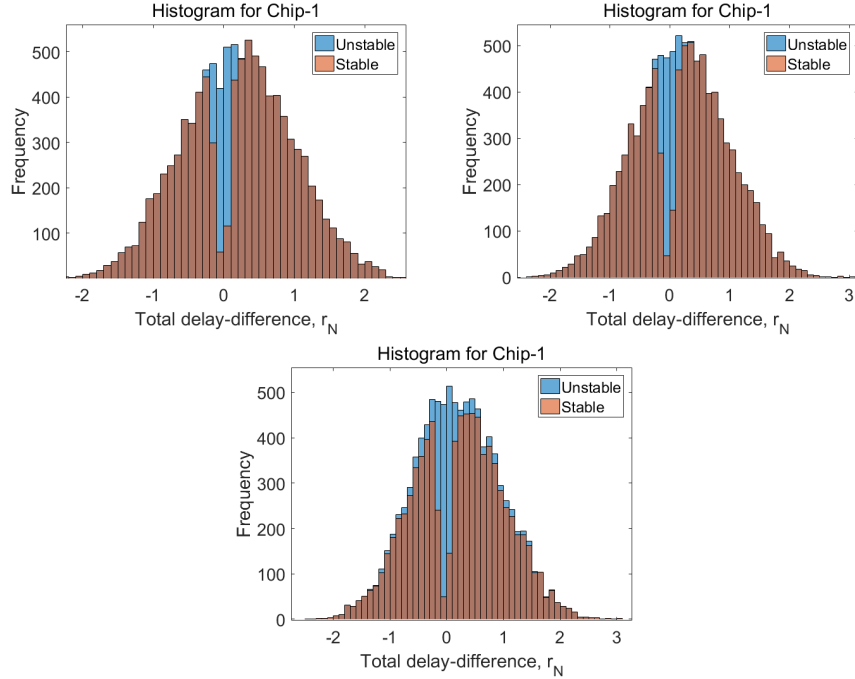 Histogram for Chip-1
Unstable
Stable
Frequency
500
400
300
200
100
-2 -1 0 1 2
Total delay-difference, r_N
Histogram for Chip-1
Unstable
Stable
Frequency
500
400
300
200
100
0
-2 -1 0 1 2 3
Total delay-difference, r_N
Histogram for Chip-1
Unstable
Stable
Frequency
500
400
300
200
100
0
-2 -1 0 1 2 3
Total delay-difference, r_N